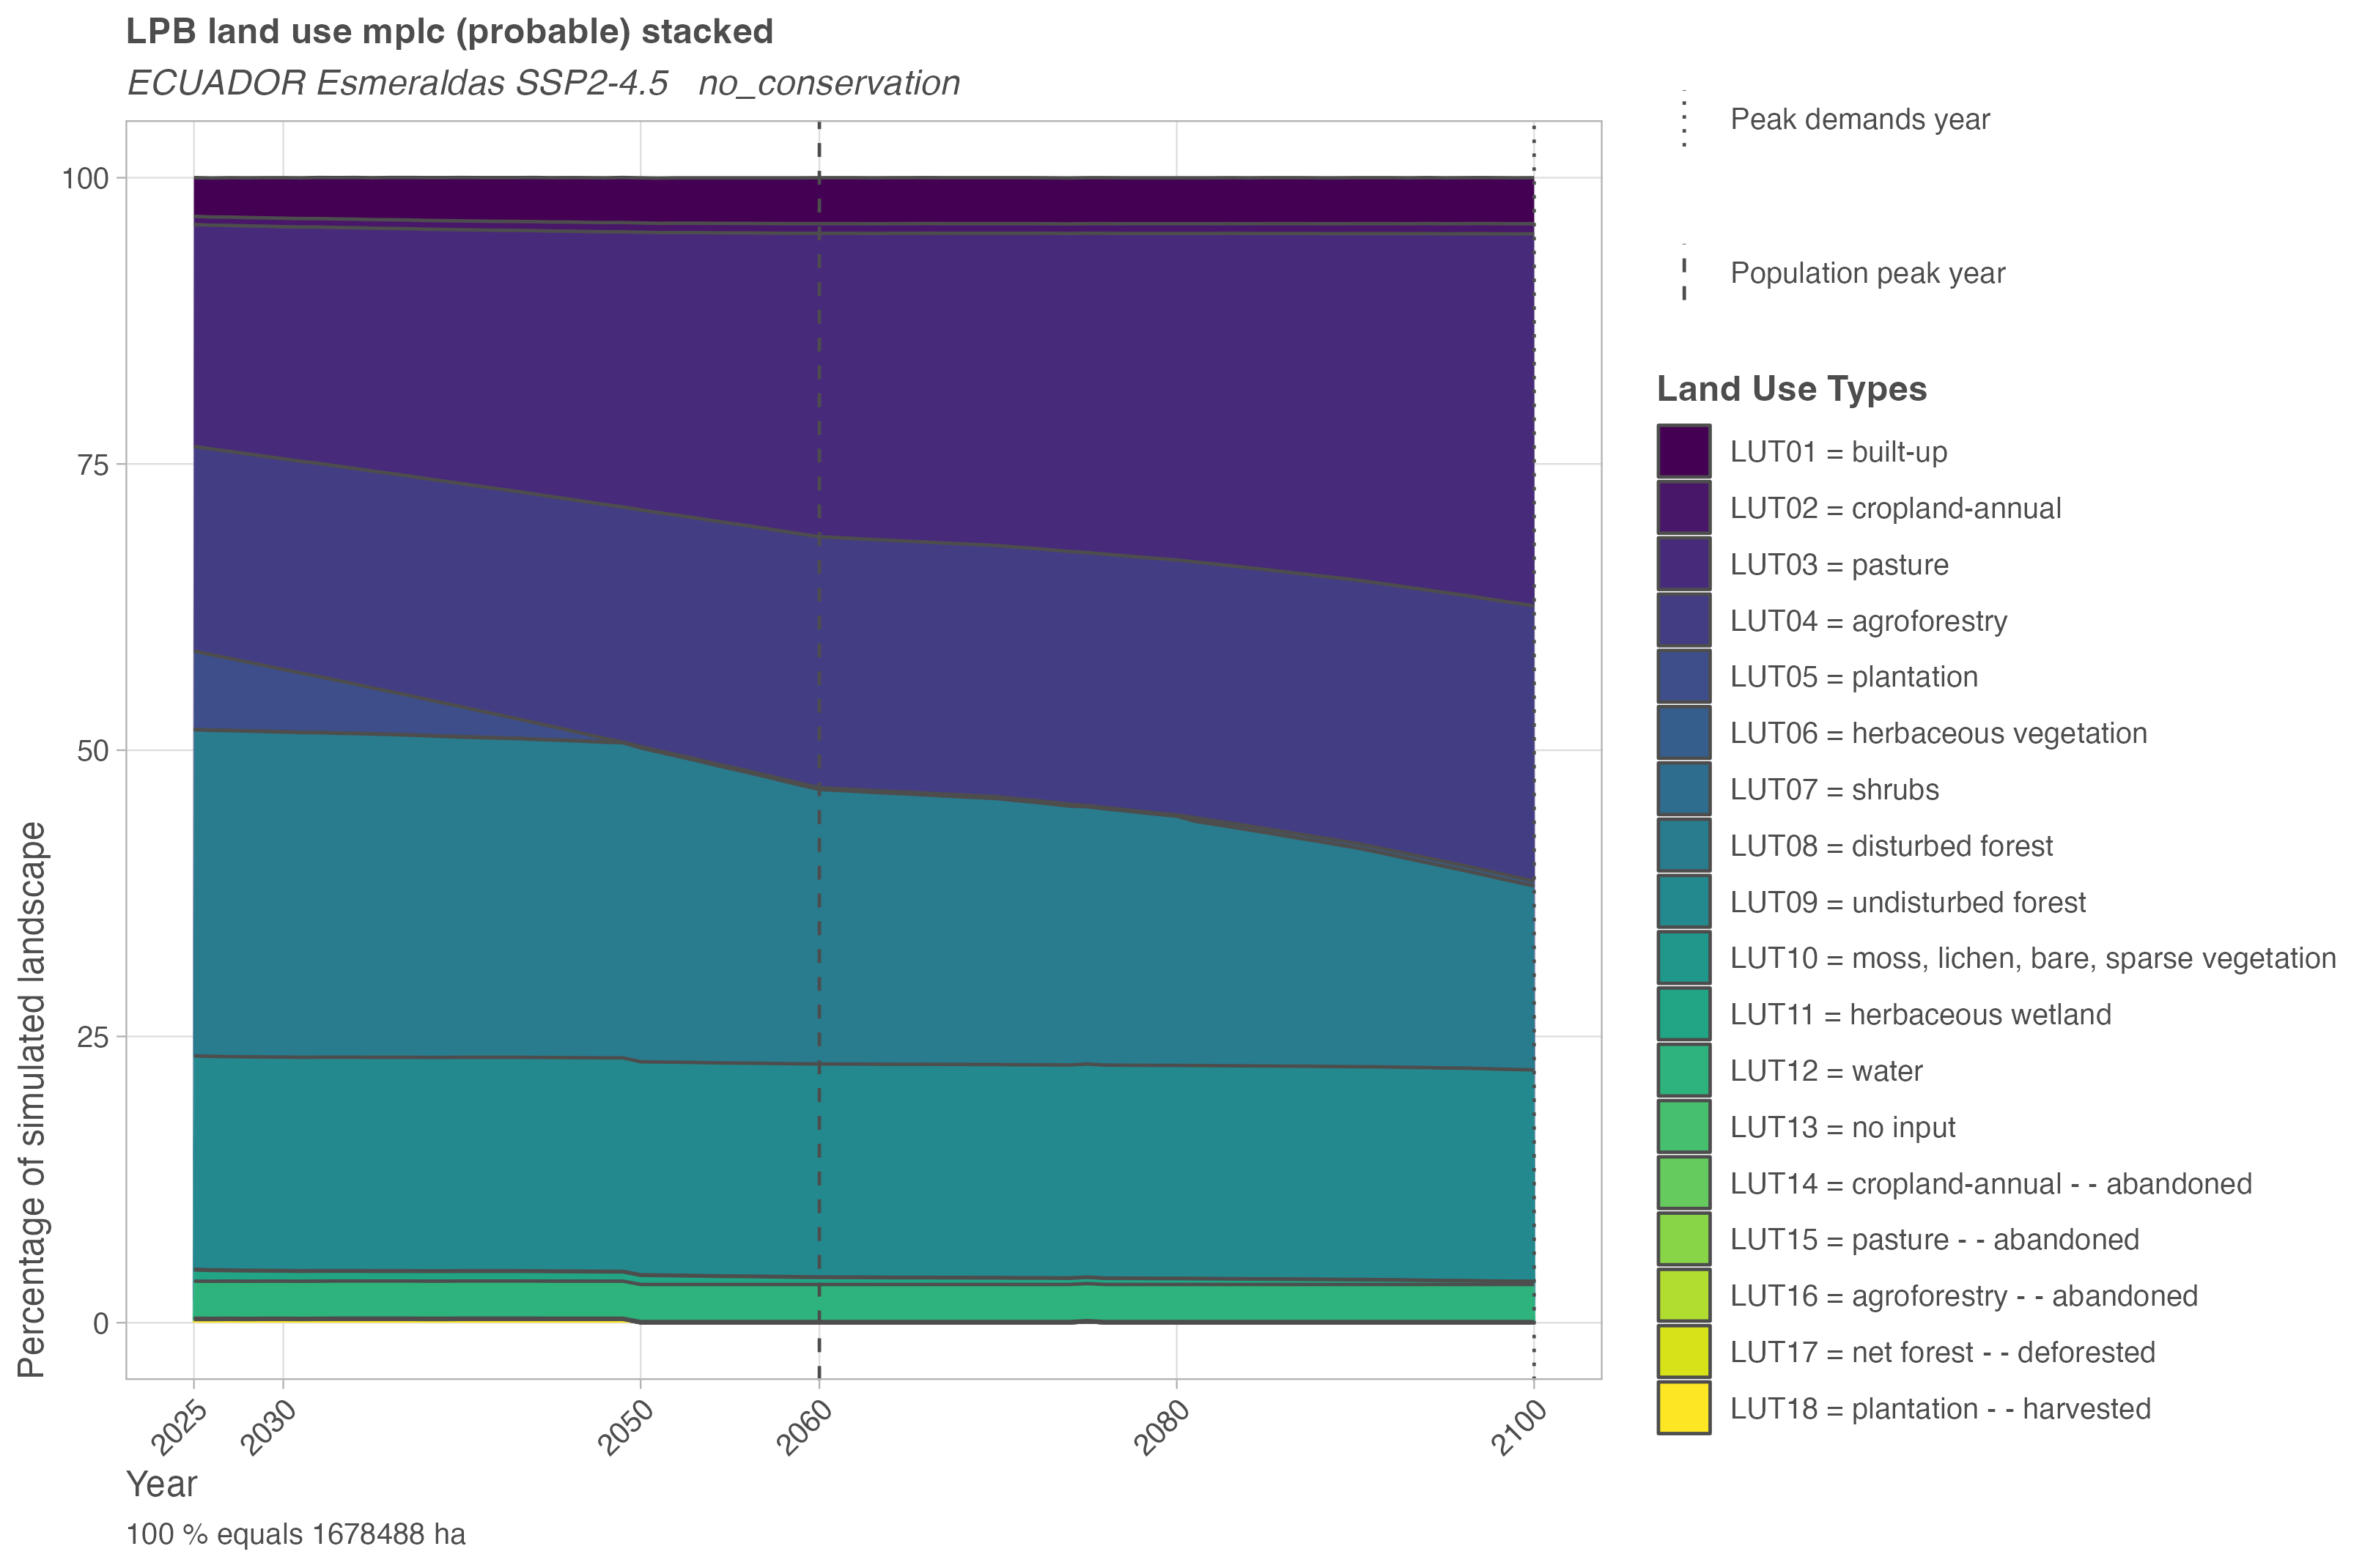 LPB land use mplc (probable) stacked
ECUADOR Esmeraldas SSP2-4.5   no_conservation
Percentage of simulated landscape
100
75
50
25
0
2025
2030
2050
2060
2080
2100
Year
100 % equals 1678488 ha
Peak demands year
Population peak year
Land Use Types
LUT01 = built-up
LUT02 = cropland-annual
LUT03 = pasture
LUT04 = agroforestry
LUT05 = plantation
LUT06 = herbaceous vegetation
LUT07 = shrubs
LUT08 = disturbed forest
LUT09 = undisturbed forest
LUT10 = moss, lichen, bare, sparse vegetation
LUT11 = herbaceous wetland
LUT12 = water
LUT13 = no input
LUT14 = cropland-annual - - abandoned
LUT15 = pasture - - abandoned
LUT16 = agroforestry - - abandoned
LUT17 = net forest - - deforested
LUT18 = plantation - - harvested